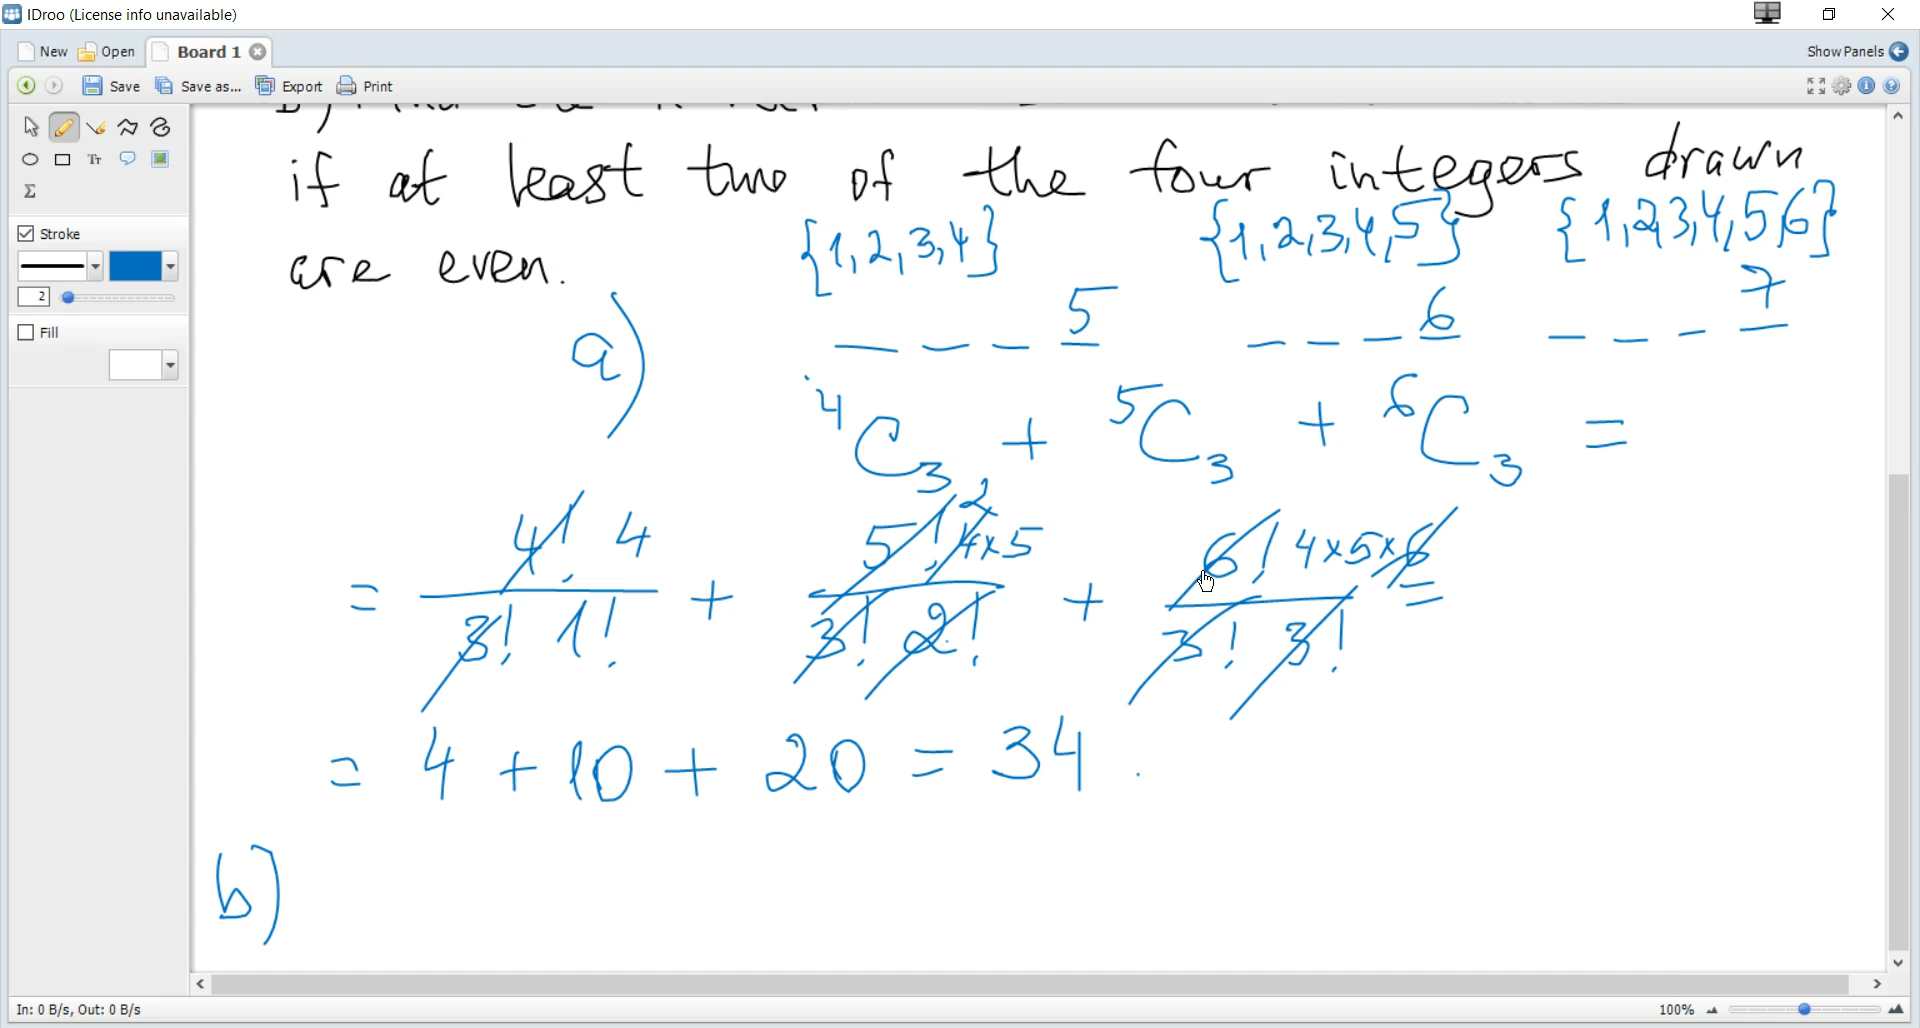 IDroo (License info unavailable)
New Open Board 1 Show Panels
Save Save as... Export Print
if at least two of the four integers drawn
{1,2,3,4} {1,2,3,4,5} {1,2,3,4,5,6}
are even.
a) _ _ _ 5 _ _ _ 6 _ _ _ 7
⁴C₃ + ⁵C₃ + ⁶C₃ =
= 4! 4 / 3! 1! + 5! 2 4×5 / 3! 2! + 6! 4×5×6 / 3! 3! =
= 4 + 10 + 20 = 34 .
b)
Tr
Σ
Stroke
2
Fill
In: 0 B/s, Out: 0 B/s 100%